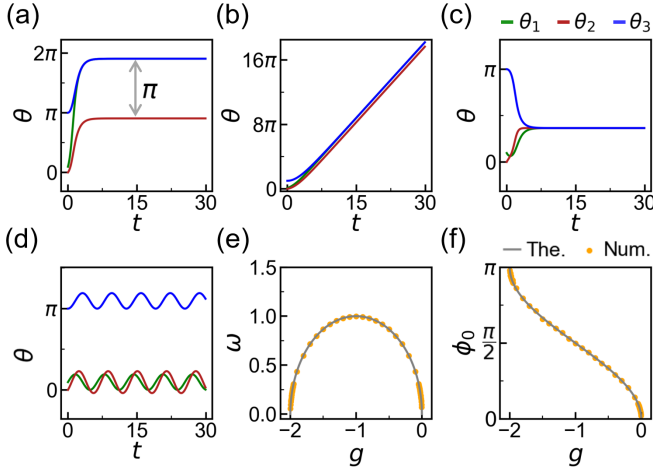 (a)
2π
π
0
θ
π
0
15
30
t
(b)
16π
8π
0
θ
0
15
30
t
(c)
θ₁
θ₂
θ₃
π
0
θ
0
15
30
t
(d)
π
0
θ
0
15
30
t
(e)
1.5
1.0
0.5
0.0
ω
−2
−1
0
g
(f)
The.
Num.
π
π/2
0
ϕ₀
−2
−1
0
g